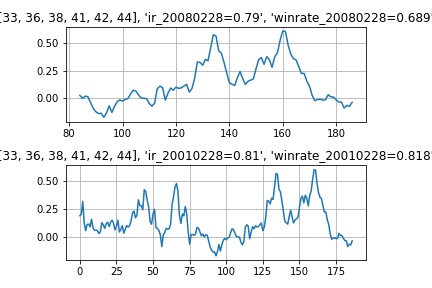 [33, 36, 38, 41, 42, 44], 'ir_20080228=0.79', 'winrate_20080228=0.689'
0.50
0.25
0.00
80 100 120 140 160 180
[33, 36, 38, 41, 42, 44], 'ir_20010228=0.81', 'winrate_20010228=0.818'
0.50
0.25
0.00
0 25 50 75 100 125 150 175